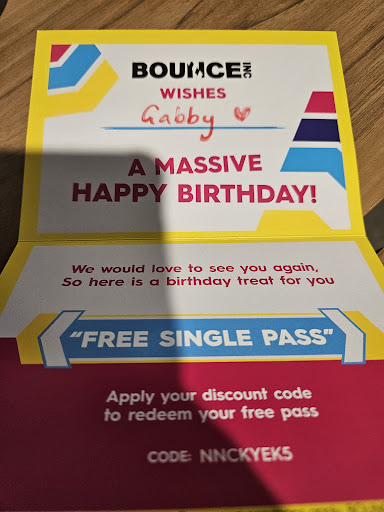 BOUNCE INC
WISHES
Gabby
A MASSIVE
HAPPY BIRTHDAY!
We would love to see you again,
So here is a birthday treat for you
"FREE SINGLE PASS"
Apply your discount code
to redeem your free pass
CODE: NNCKYEK5